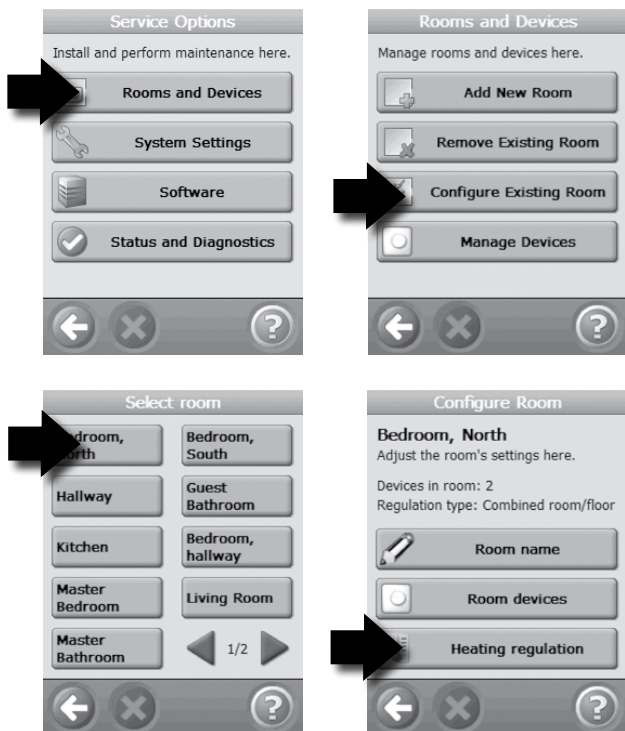 Service Options
Install and perform maintenance here.
Rooms and Devices
System Settings
Software
Status and Diagnostics
?
Rooms and Devices
Manage rooms and devices here.
Add New Room
Remove Existing Room
Configure Existing Room
Manage Devices
?
Select room
Bedroom,
South
Hallway
Guest
Bathroom
Kitchen
Bedroom,
hallway
Master
Bedroom
Living Room
Master
Bathroom
1/2
?
Configure Room
Bedroom, North
Adjust the room's settings here.
Devices in room: 2
Regulation type: Combined room/floor
Room name
Room devices
Heating regulation
?